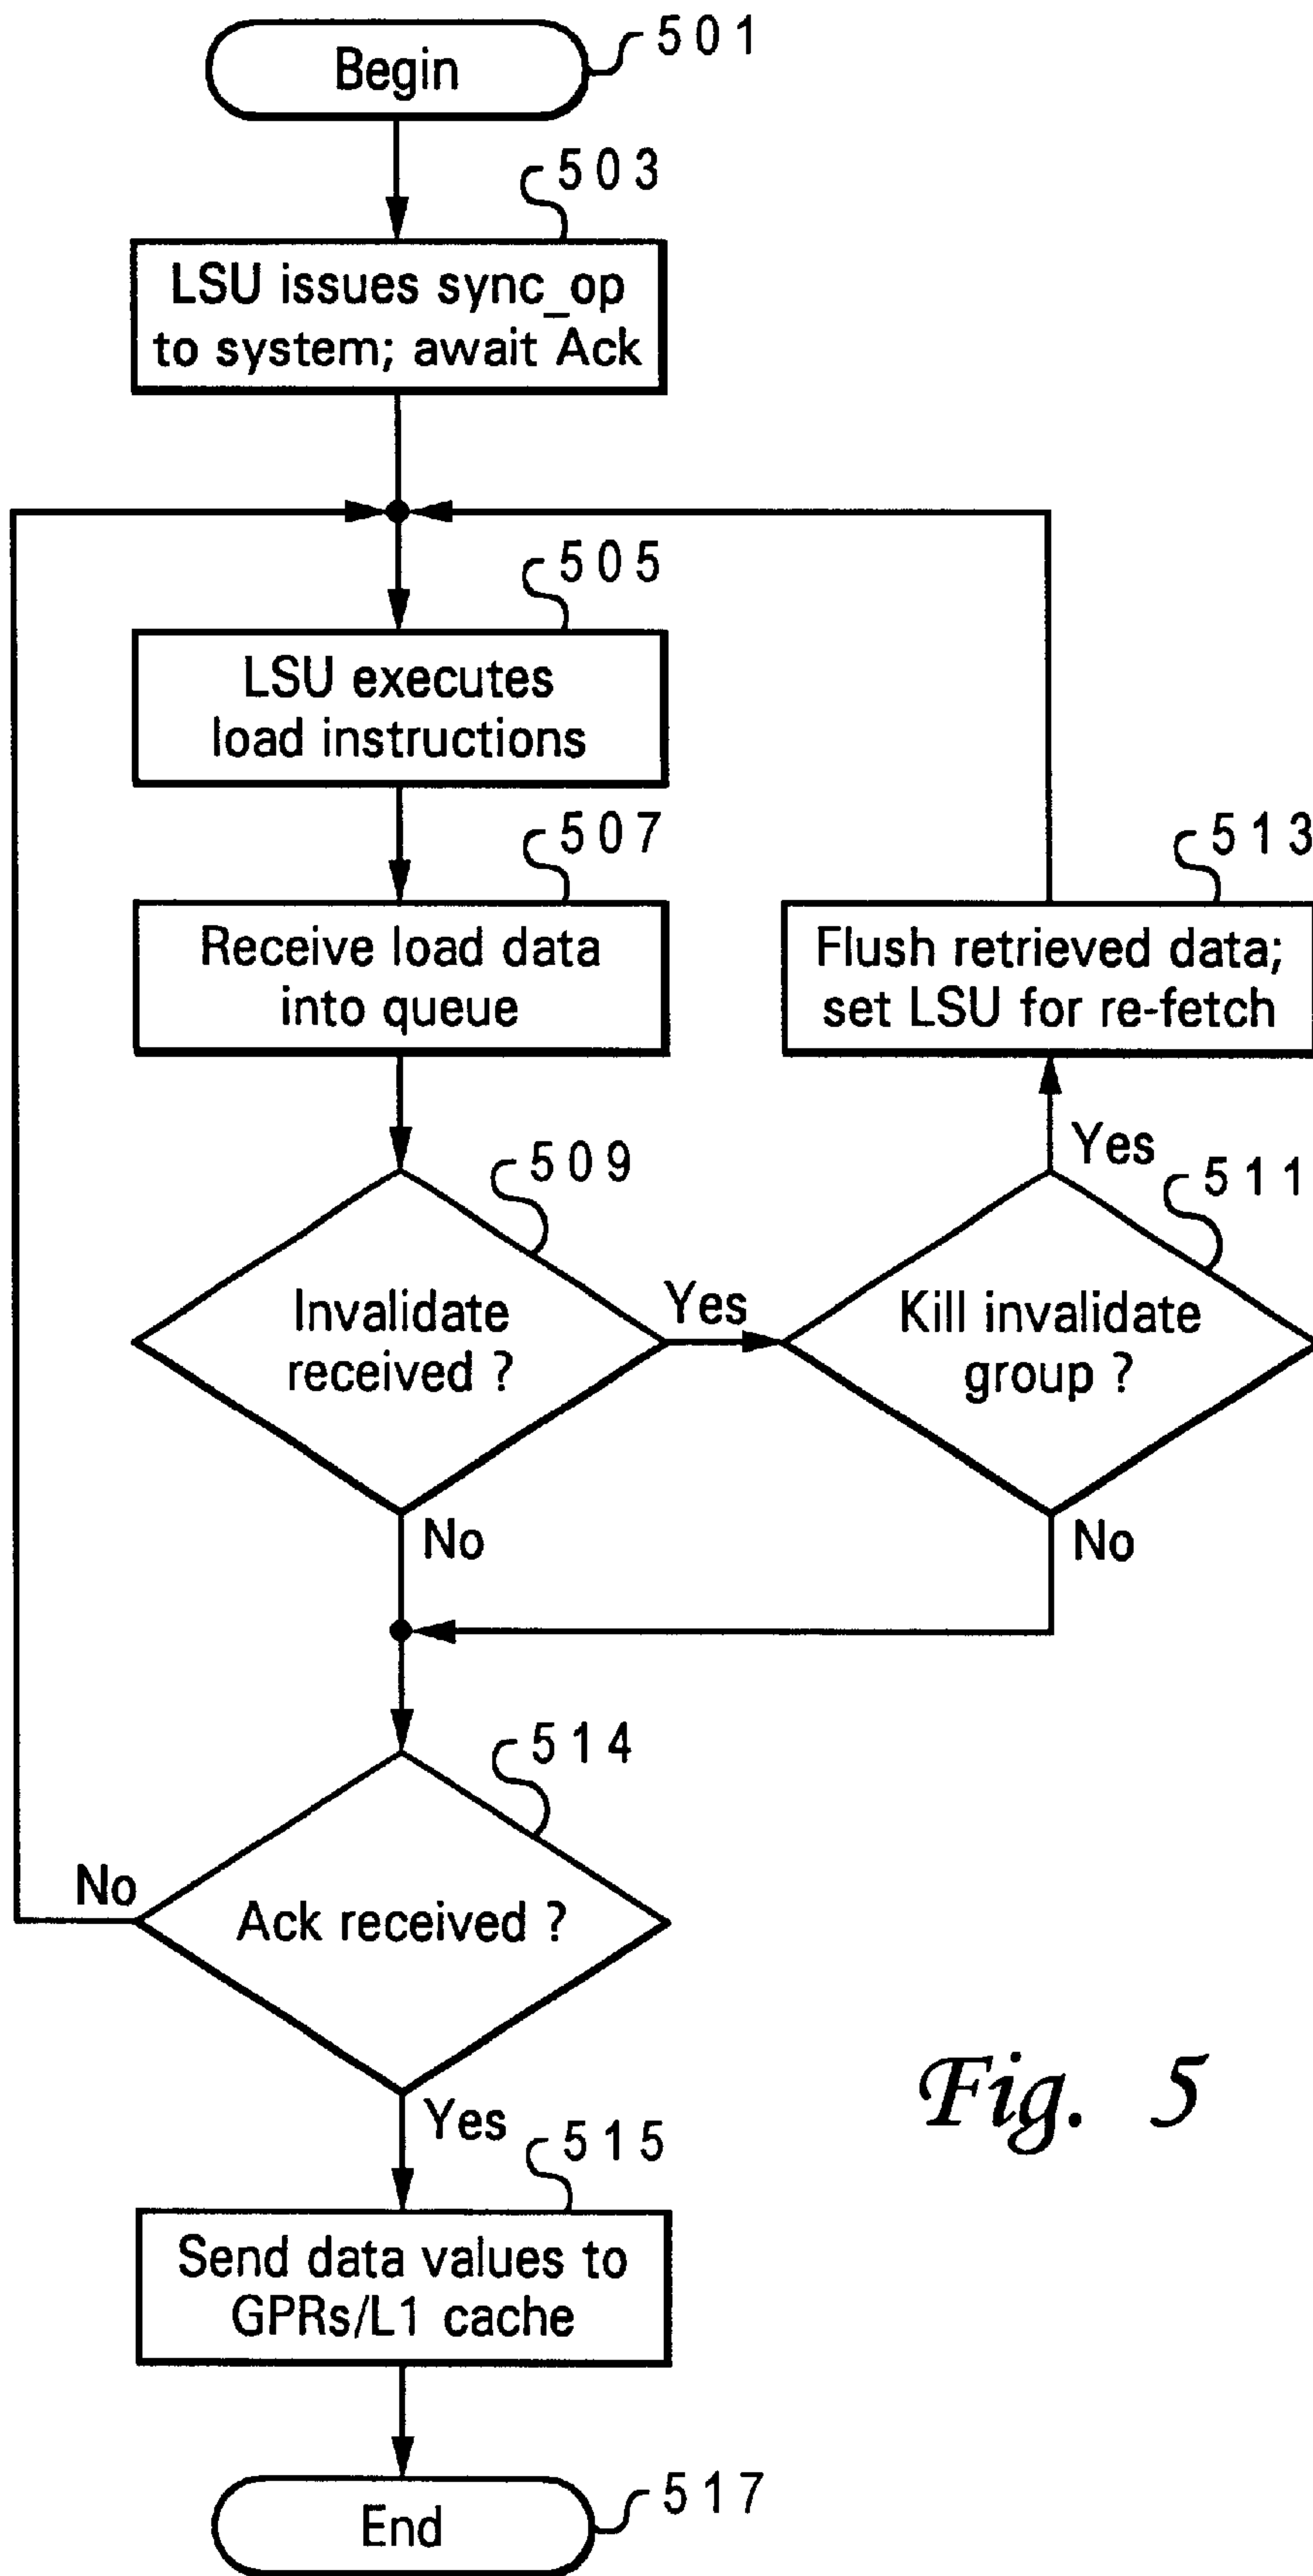 Begin
501
503
LSU issues sync_op
to system; await Ack
505
LSU executes
load instructions
507
Receive load data
into queue
513
Flush retrieved data;
set LSU for re-fetch
509
Invalidate
received ?
Yes
No
Yes
511
Kill invalidate
group ?
No
514
Ack received ?
No
Yes
515
Send data values to
GPRs/L1 cache
End
517
Fig. 5